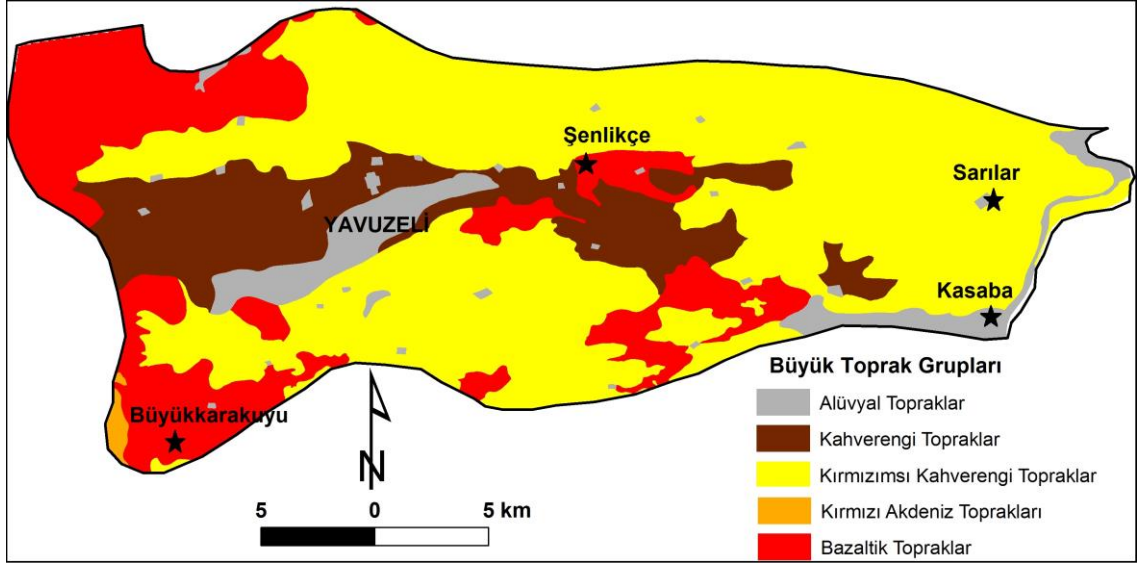 Şenlikçe
Sarılar
YAVUZELİ
Kasaba
Büyükkarakuyu
N
5 0 5 km
Büyük Toprak Grupları
Alüvyal Topraklar
Kahverengi Topraklar
Kırmızımsı Kahverengi Topraklar
Kırmızı Akdeniz Toprakları
Bazaltik Topraklar